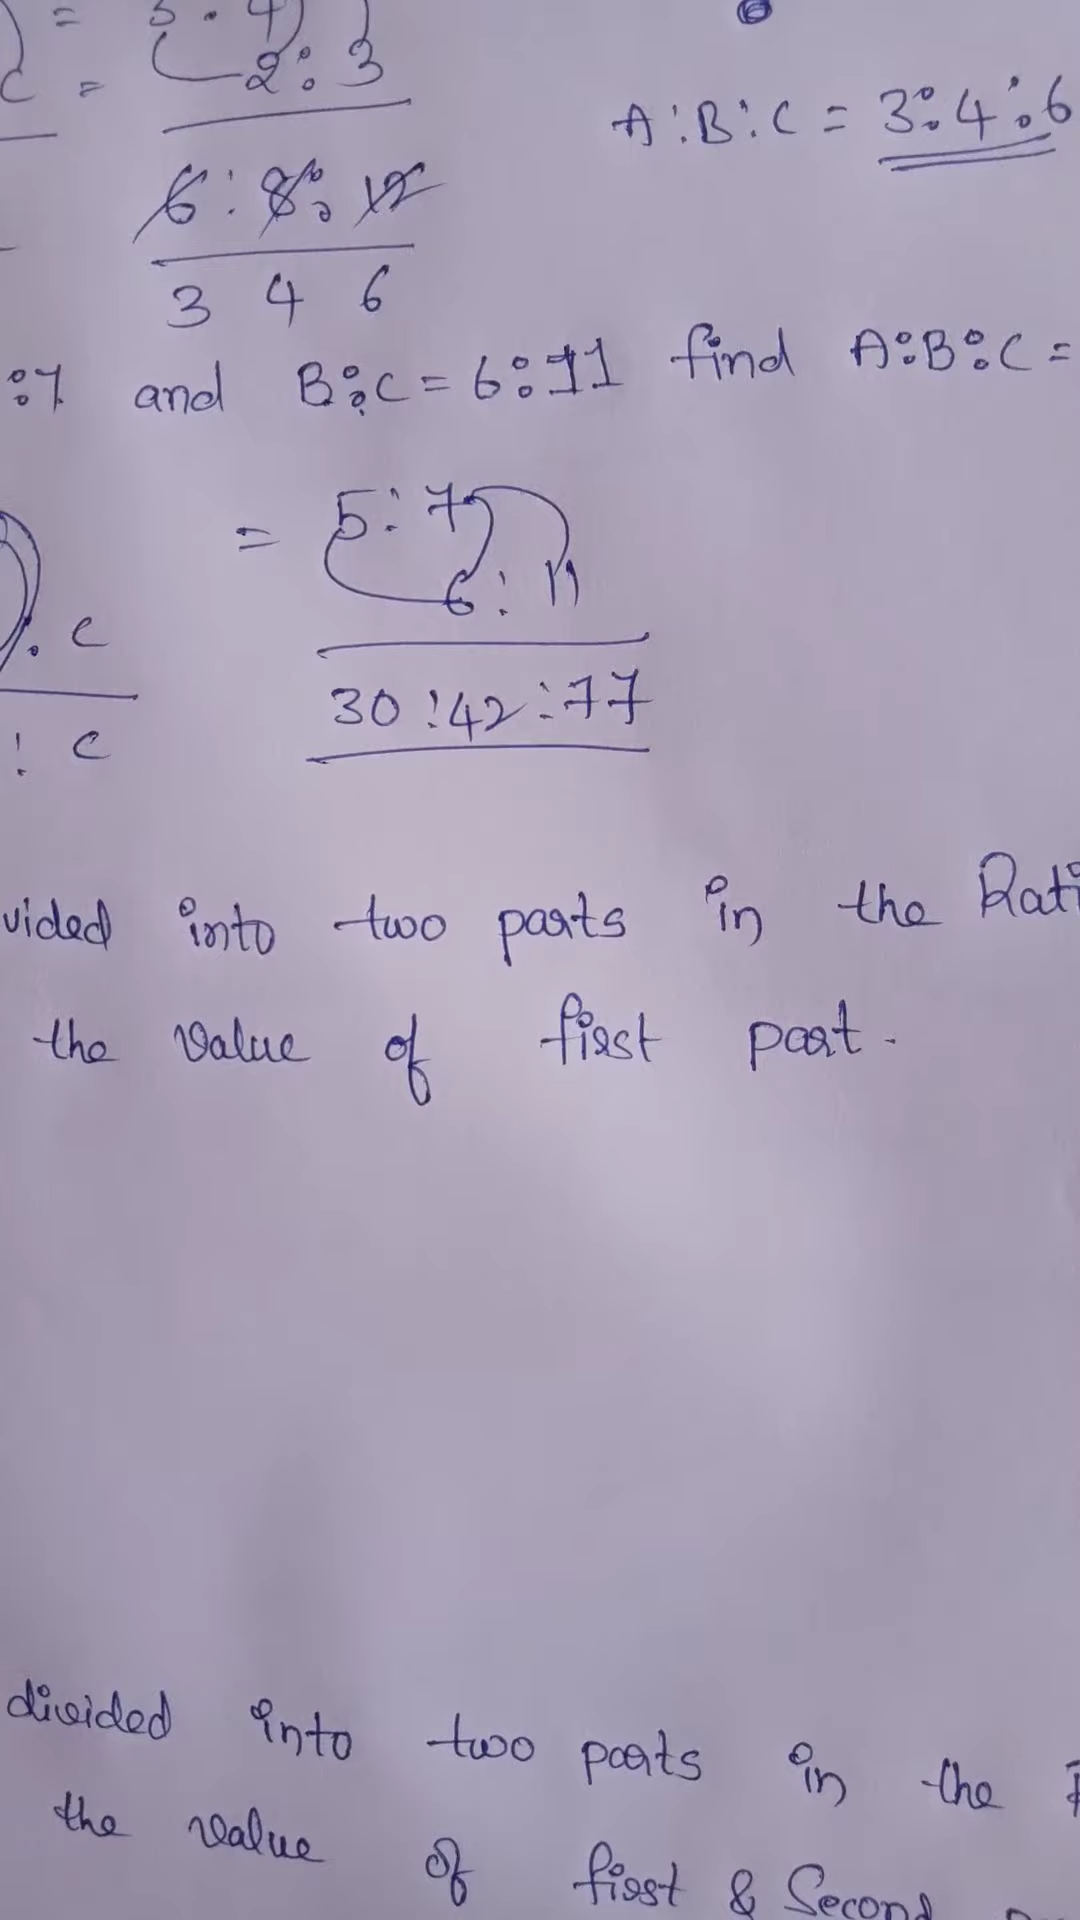 = 3 : 4
C = 2 : 3
A : B : C = 3 : 4 : 6
6 : 8 : 12
3 4 6
: 7 and B : C = 6 : 11 find A : B : C =
= 5 : 7
6 : 11
: C
30 : 42 : 77
: C
vided into two parts in the Rati
the value of first part.
divided into two parts in the
the value of first & Second